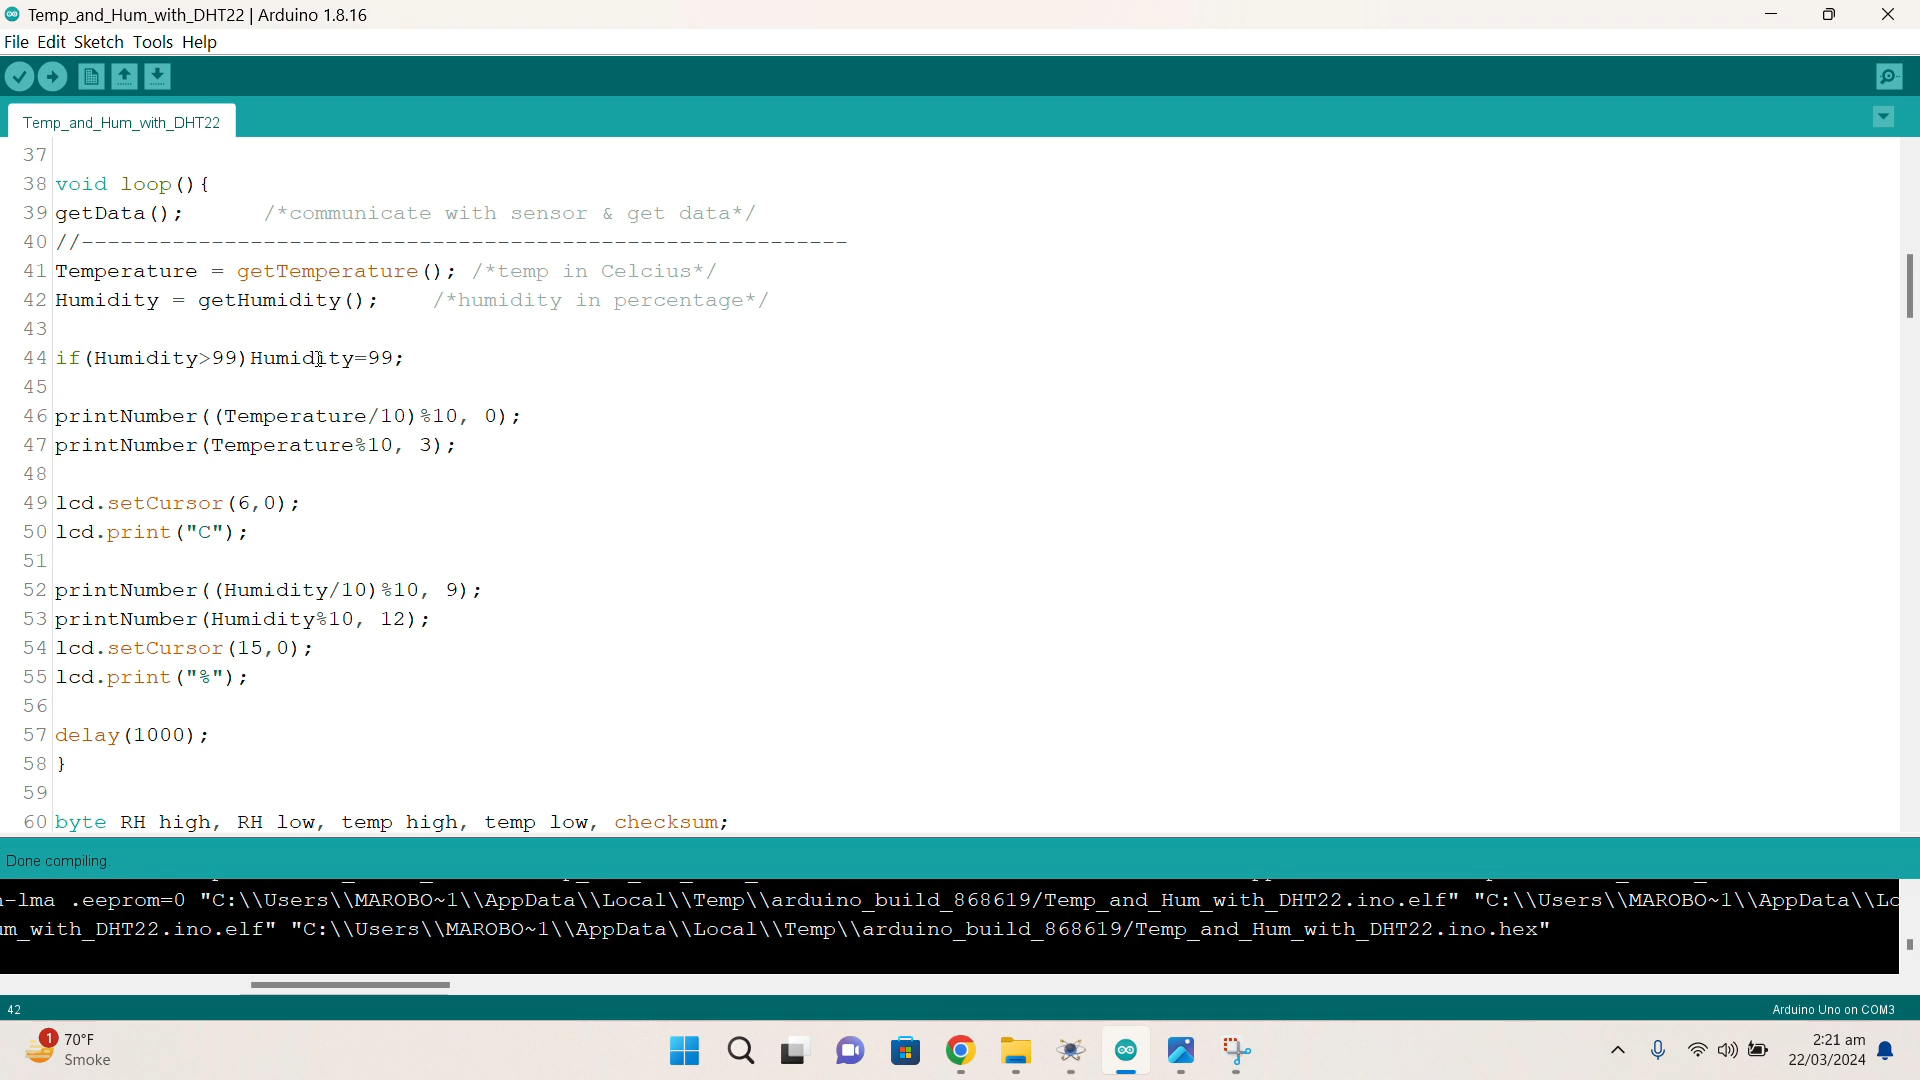 Temp_and_Hum_with_DHT22 | Arduino 1.8.16
File Edit Sketch Tools Help
Temp_and_Hum_with_DHT22
37
38 void loop(){
39 getData();      /*communicate with sensor & get data*/
40 //-----------------------------------------------------------
41 Temperature = getTemperature(); /*temp in Celcius*/
42 Humidity = getHumidity();    /*humidity in percentage*/
43
44 if(Humidity>99)Humidity=99;
45
46 printNumber((Temperature/10)%10, 0);
47 printNumber(Temperature%10, 3);
48
49 lcd.setCursor(6,0);
50 lcd.print("C");
51
52 printNumber((Humidity/10)%10, 9);
53 printNumber(Humidity%10, 12);
54 lcd.setCursor(15,0);
55 lcd.print("%");
56
57 delay(1000);
58 }
59
60 byte RH high, RH low, temp high, temp low, checksum;
Done compiling.
-lma .eeprom=0 "C:\\Users\\MAROBO~1\\AppData\\Local\\Temp\\arduino_build_868619/Temp_and_Hum_with_DHT22.ino.elf" "C:\\Users\\MAROBO~1\\AppData\\Lo
um_with_DHT22.ino.elf" "C:\\Users\\MAROBO~1\\AppData\\Local\\Temp\\arduino_build_868619/Temp_and_Hum_with_DHT22.ino.hex"
42
Arduino Uno on COM3
1
70°F
Smoke
2:21 am
22/03/2024